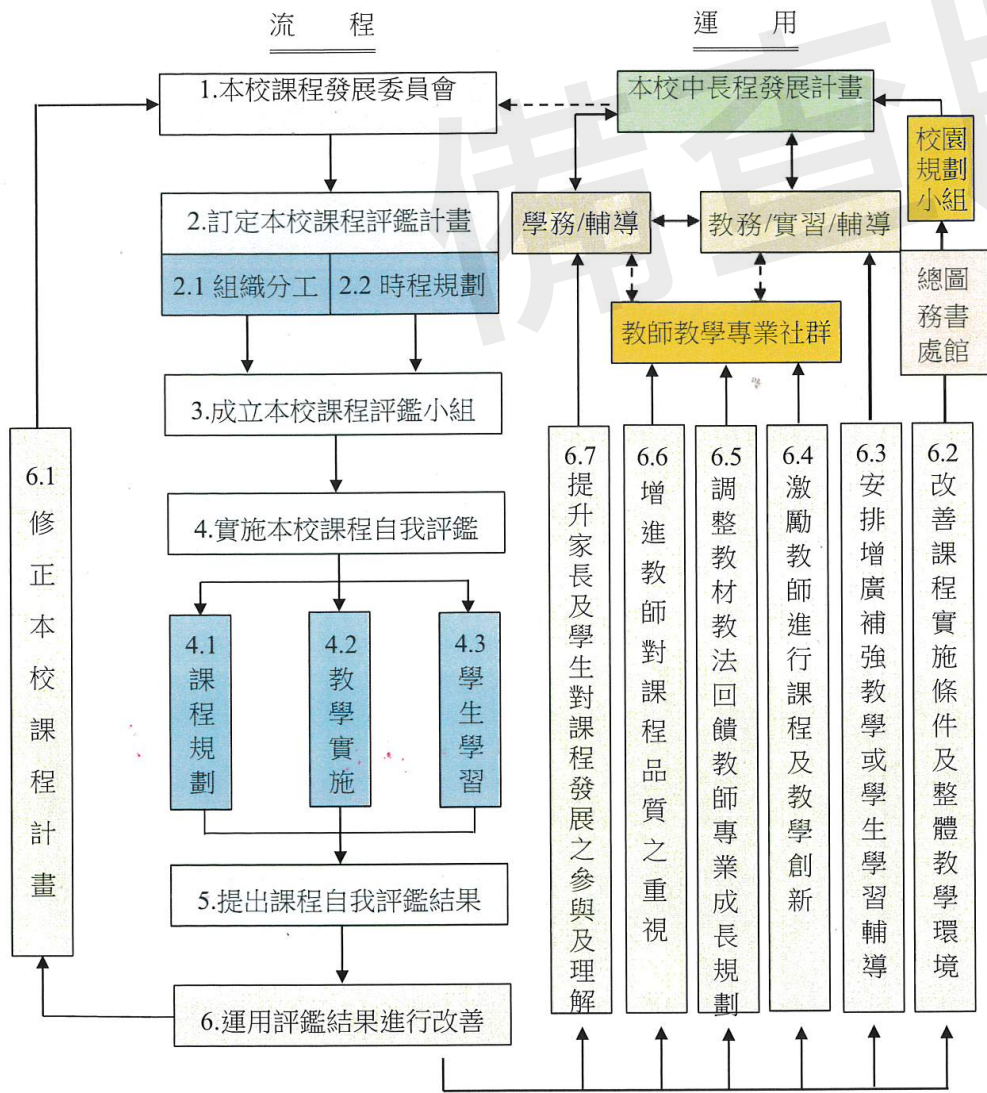 流程
運用
1.本校課程發展委員會
2.訂定本校課程評鑑計畫
2.1 組織分工
2.2 時程規劃
3.成立本校課程評鑑小組
4.實施本校課程自我評鑑
4.1 課程規劃
4.2 教學實施
4.3 學生學習
5.提出課程自我評鑑結果
6.運用評鑑結果進行改善
6.1 修正本校課程計畫
本校中長程發展計畫
校園規劃小組
學務/輔導
教務/實習/輔導
總務處
圖書館
教師教學專業社群
6.7 提升家長及學生對課程發展之參與及理解
6.6 增進教師對課程品質之重視
6.5 調整教材教法回饋教師專業成長規劃
6.4 激勵教師進行課程及教學創新
6.3 安排增廣補強教學或學生學習輔導
6.2 改善課程實施條件及整體教學環境
備查